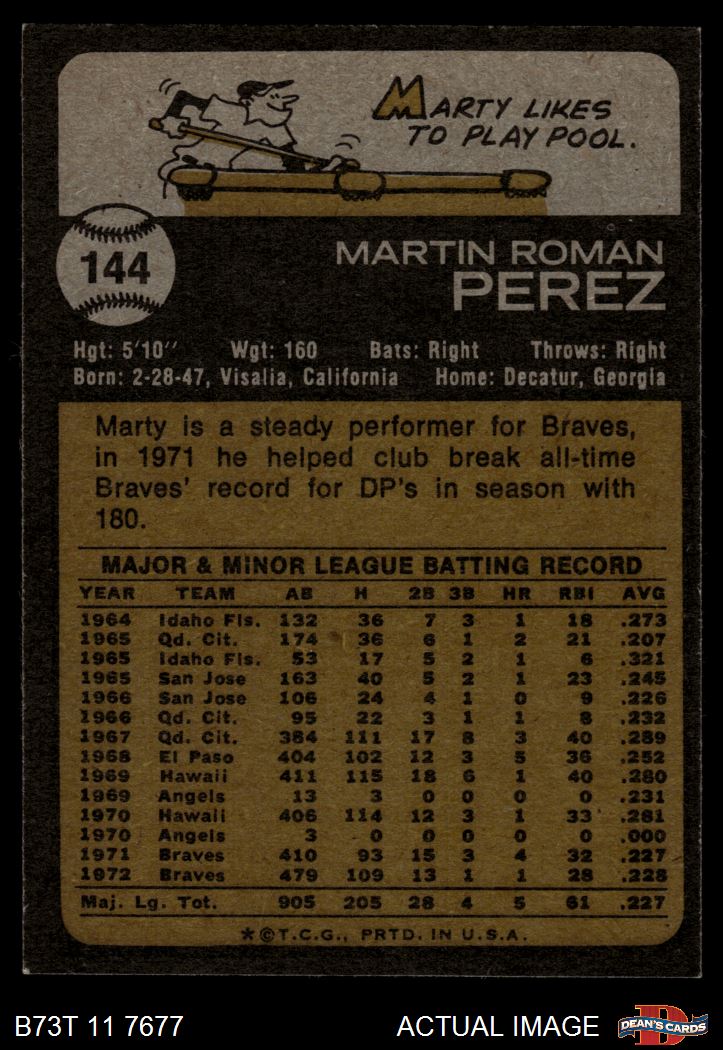 MARTY LIKES
TO PLAY POOL.
144
MARTIN ROMAN
PEREZ
Hgt: 5'10'' Wgt: 160 Bats: Right Throws: Right
Born: 2-28-47, Visalia, California Home: Decatur, Georgia
Marty is a steady performer for Braves,
in 1971 he helped club break all-time
Braves' record for DP's in season with
180.
MAJOR & MINOR LEAGUE BATTING RECORD
YEAR TEAM AB H 2B 3B HR RBI AVG
1964 Idaho Fls. 132 36 7 3 1 18 .273
1965 Qd. Cit. 174 36 6 1 2 21 .207
1965 Idaho Fls. 53 17 5 2 1 6 .321
1965 San Jose 163 40 5 2 1 23 .245
1966 San Jose 106 24 4 1 0 9 .226
1966 Qd. Cit. 95 22 3 1 1 8 .232
1967 Qd. Cit. 384 111 17 8 3 40 .289
1968 El Paso 404 102 12 3 5 36 .252
1969 Hawaii 411 115 18 6 1 40 .280
1969 Angels 13 3 0 0 0 0 .231
1970 Hawaii 406 114 12 3 1 33 .281
1970 Angels 3 0 0 0 0 0 .000
1971 Braves 410 93 15 3 4 32 .227
1972 Braves 479 109 13 1 1 28 .228
Maj. Lg. Tot. 905 205 28 4 5 61 .227
*©T.C.G., PRTD. IN U.S.A.
B73T 11 7677 ACTUAL IMAGE D DEAN'S CARDS